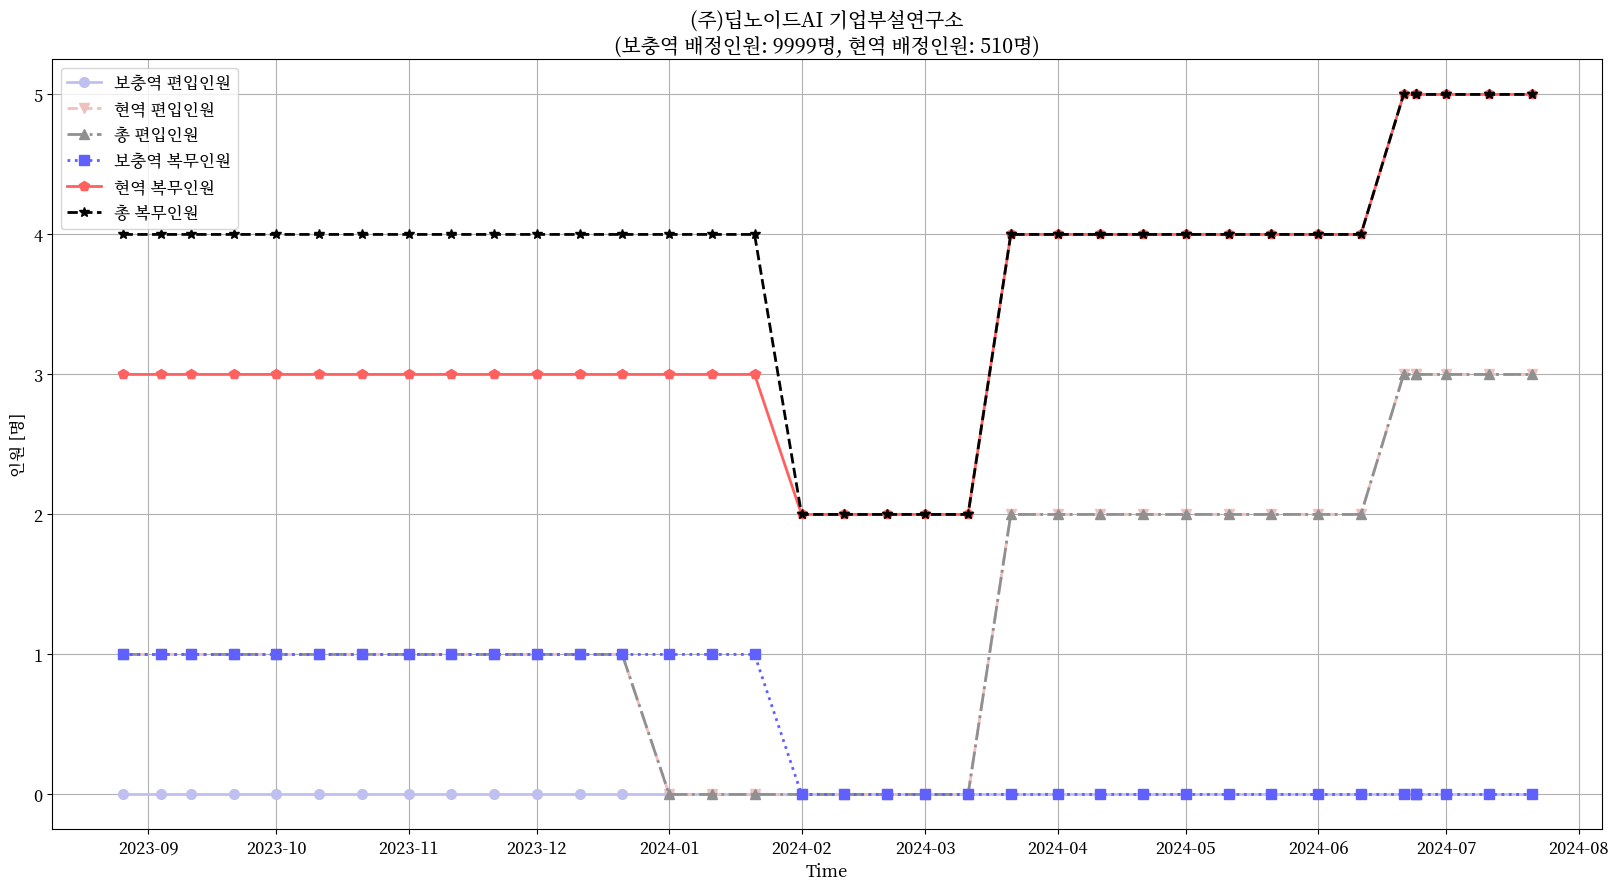 (주)딥노이드AI 기업부설연구소
(보충역 배정인원: 9999명, 현역 배정인원: 510명)
보충역 편입인원
현역 편입인원
총 편입인원
보충역 복무인원
현역 복무인원
총 복무인원
인원 [명]
5
4
3
2
1
0
2023-09 2023-10 2023-11 2023-12 2024-01 2024-02 2024-03 2024-04 2024-05 2024-06 2024-07 2024-08
Time